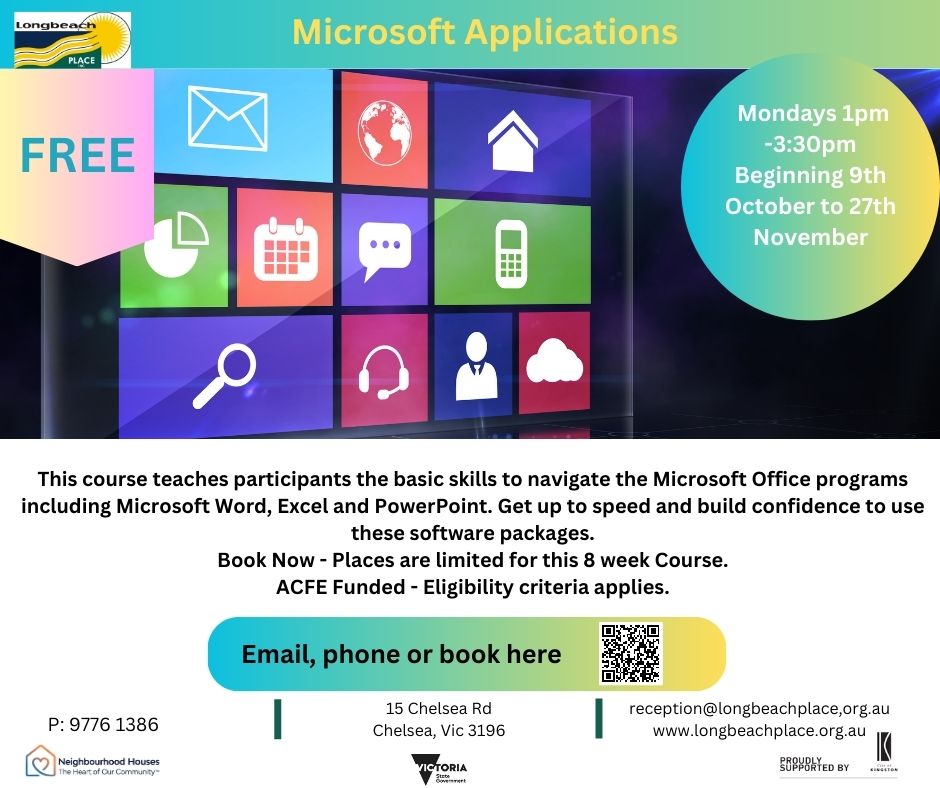 Longbeach
PLACE
INC
Microsoft Applications
FREE
Mondays 1pm
-3:30pm
Beginning 9th
October to 27th
November
This course teaches participants the basic skills to navigate the Microsoft Office programs
including Microsoft Word, Excel and PowerPoint. Get up to speed and build confidence to use
these software packages.
Book Now - Places are limited for this 8 week Course.
ACFE Funded - Eligibility criteria applies.
Email, phone or book here
P: 9776 1386
15 Chelsea Rd
Chelsea, Vic 3196
reception@longbeachplace,org.au
www.longbeachplace.org.au
Neighbourhood Houses
The Heart of Our Community™
VICTORIA
State
Government
PROUDLY
SUPPORTED BY
CITY OF
KINGSTON